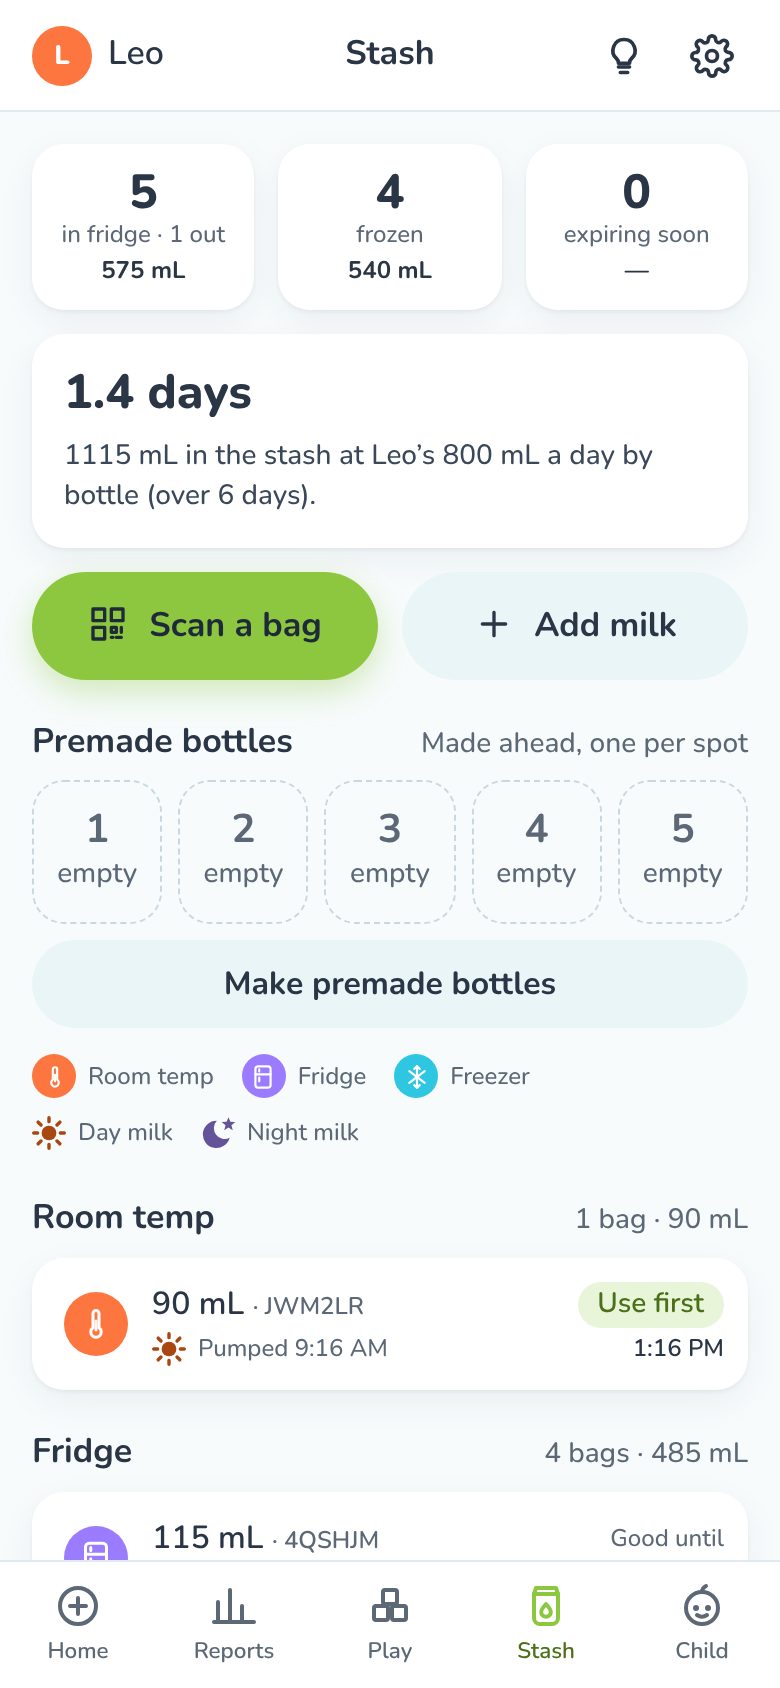 L Leo Stash
5 4 0
in fridge · 1 out frozen expiring soon
575 mL 540 mL —
1.4 days
1115 mL in the stash at Leo’s 800 mL a day by
bottle (over 6 days).
Scan a bag + Add milk
Premade bottles Made ahead, one per spot
1 2 3 4 5
empty empty empty empty empty
Make premade bottles
Room temp Fridge Freezer
Day milk Night milk
Room temp 1 bag · 90 mL
90 mL · JWM2LR Use first
Pumped 9:16 AM 1:16 PM
Fridge 4 bags · 485 mL
115 mL · 4QSHJM Good until
Home Reports Play Stash Child